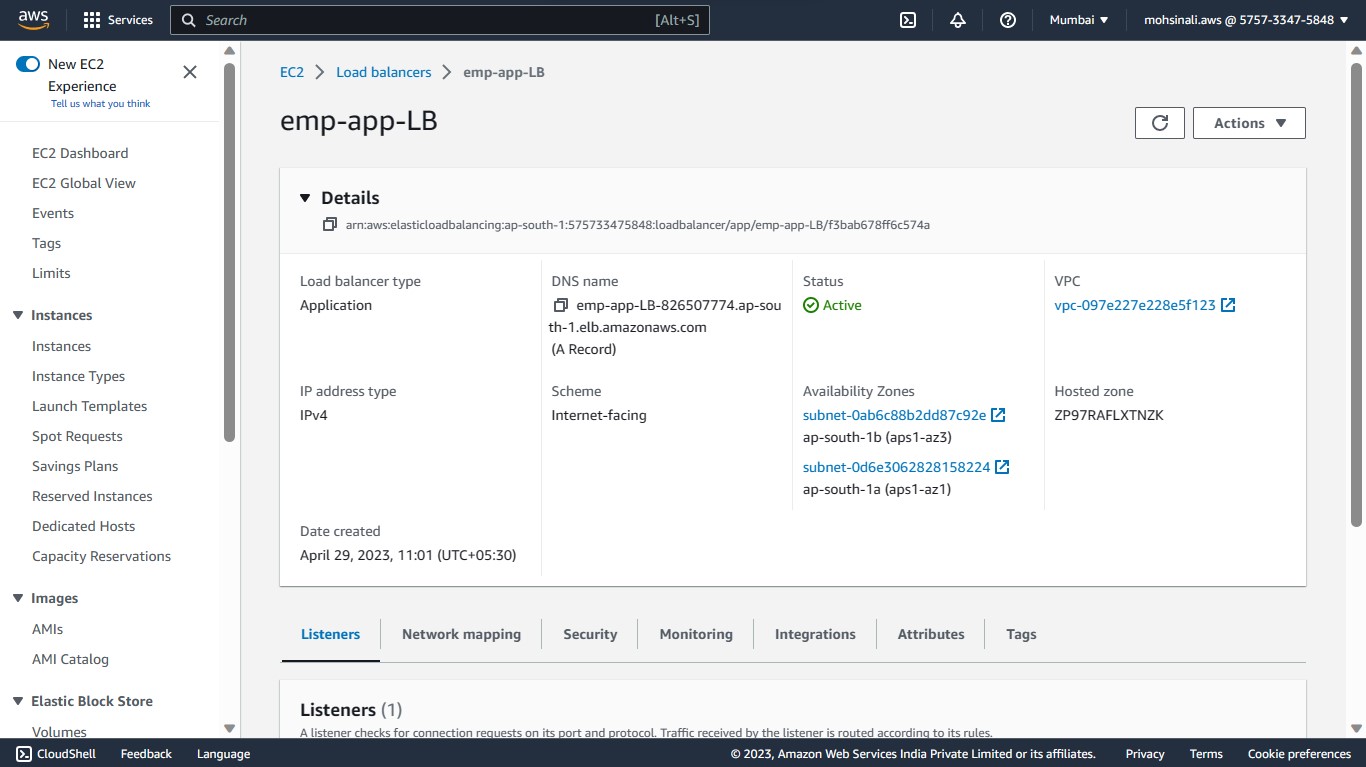 aws
Services
Search [Alt+S]
Mumbai
mohsinali.aws @ 5757-3347-5848
New EC2
Experience
Tell us what you think
EC2 Dashboard
EC2 Global View
Events
Tags
Limits
Instances
Instances
Instance Types
Launch Templates
Spot Requests
Savings Plans
Reserved Instances
Dedicated Hosts
Capacity Reservations
Images
AMIs
AMI Catalog
Elastic Block Store
Volumes
EC2 Load balancers emp-app-LB
emp-app-LB
Actions
Details
arn:aws:elasticloadbalancing:ap-south-1:575733475848:loadbalancer/app/emp-app-LB/f3bab678ff6c574a
Load balancer type
Application
DNS name
emp-app-LB-826507774.ap-sou
th-1.elb.amazonaws.com
(A Record)
Status
Active
VPC
vpc-097e227e228e5f123
IP address type
IPv4
Scheme
Internet-facing
Availability Zones
subnet-0ab6c88b2dd87c92e
ap-south-1b (aps1-az3)
subnet-0d6e3062828158224
ap-south-1a (aps1-az1)
Hosted zone
ZP97RAFLXTNZK
Date created
April 29, 2023, 11:01 (UTC+05:30)
Listeners
Network mapping
Security
Monitoring
Integrations
Attributes
Tags
Listeners (1)
A listener checks for connection requests on its port and protocol. Traffic received by the listener is routed according to its rules.
CloudShell
Feedback
Language
© 2023, Amazon Web Services India Private Limited or its affiliates.
Privacy
Terms
Cookie preferences